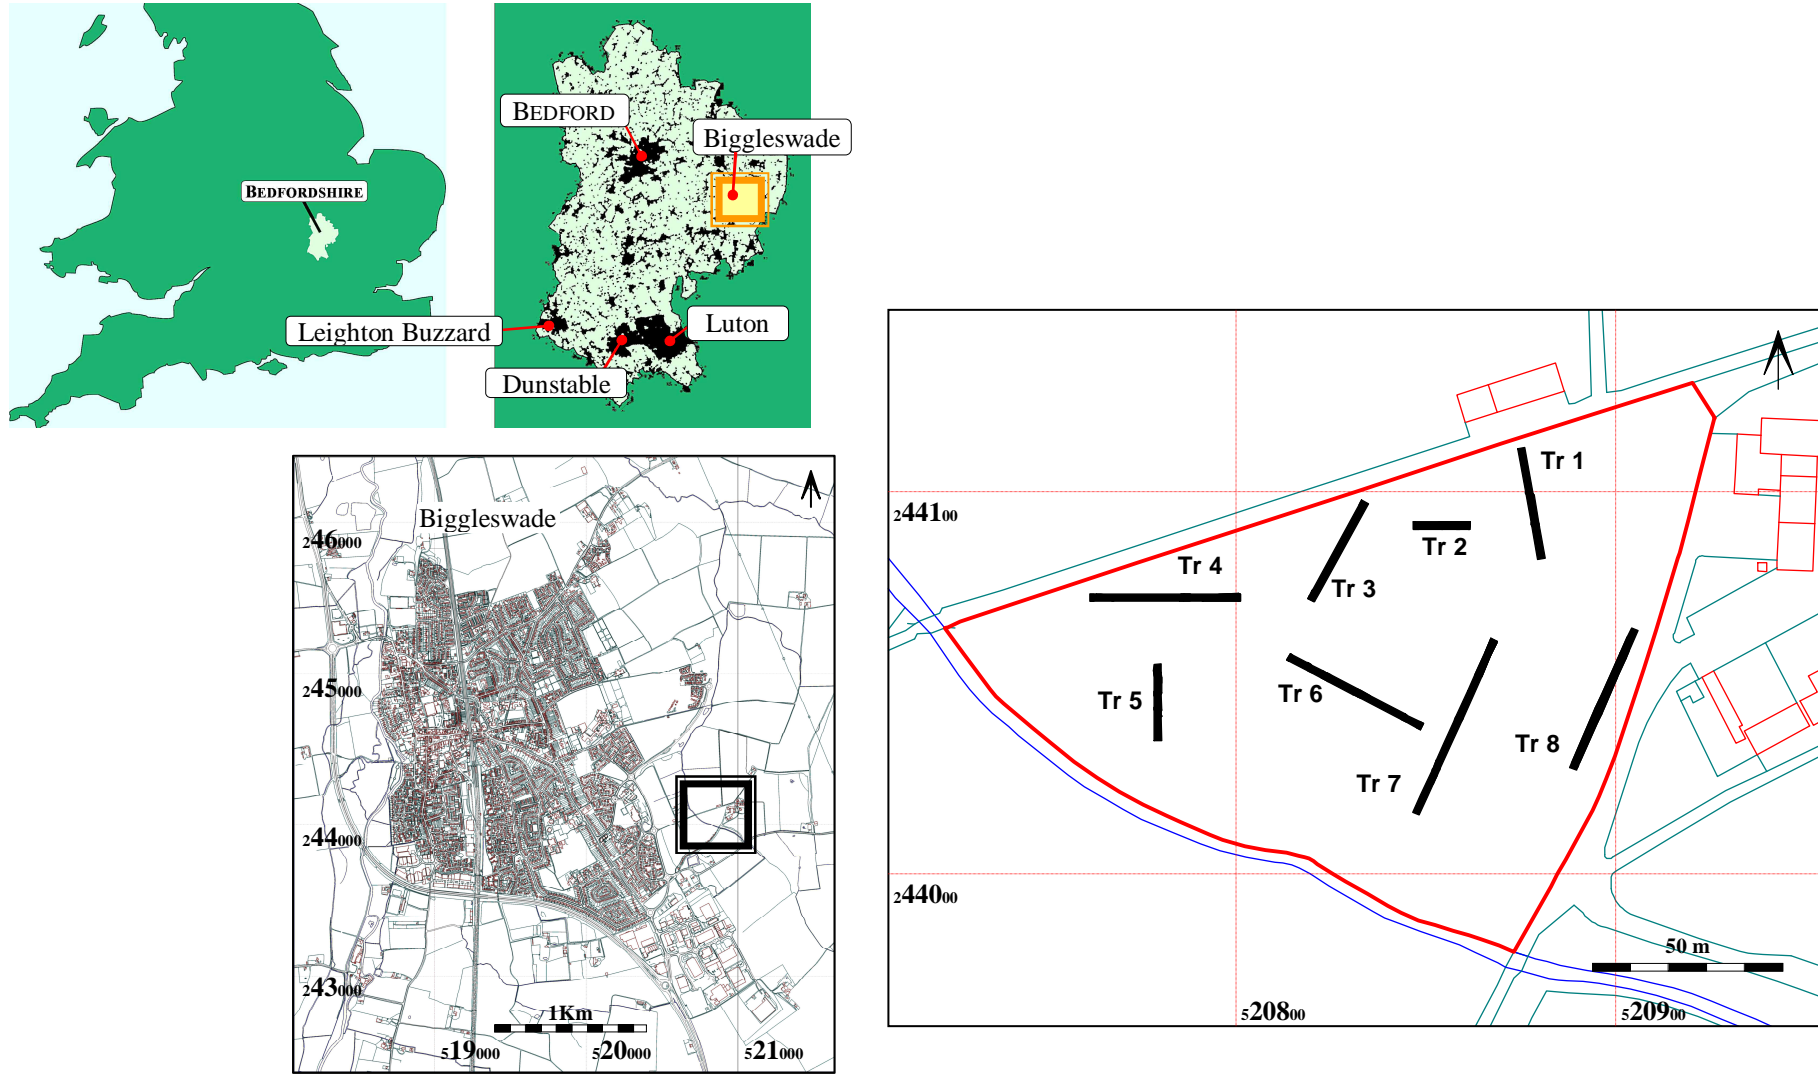 BEDFORDSHIRE
BEDFORD
Biggleswade
Leighton Buzzard
Luton
Dunstable
Biggleswade
246000
245000
244000
243000
1Km
519000 520000 521000
Tr 1
244100
Tr 2
Tr 4
Tr 3
Tr 6
Tr 5
Tr 8
Tr 7
244000
50 m
520800 520900